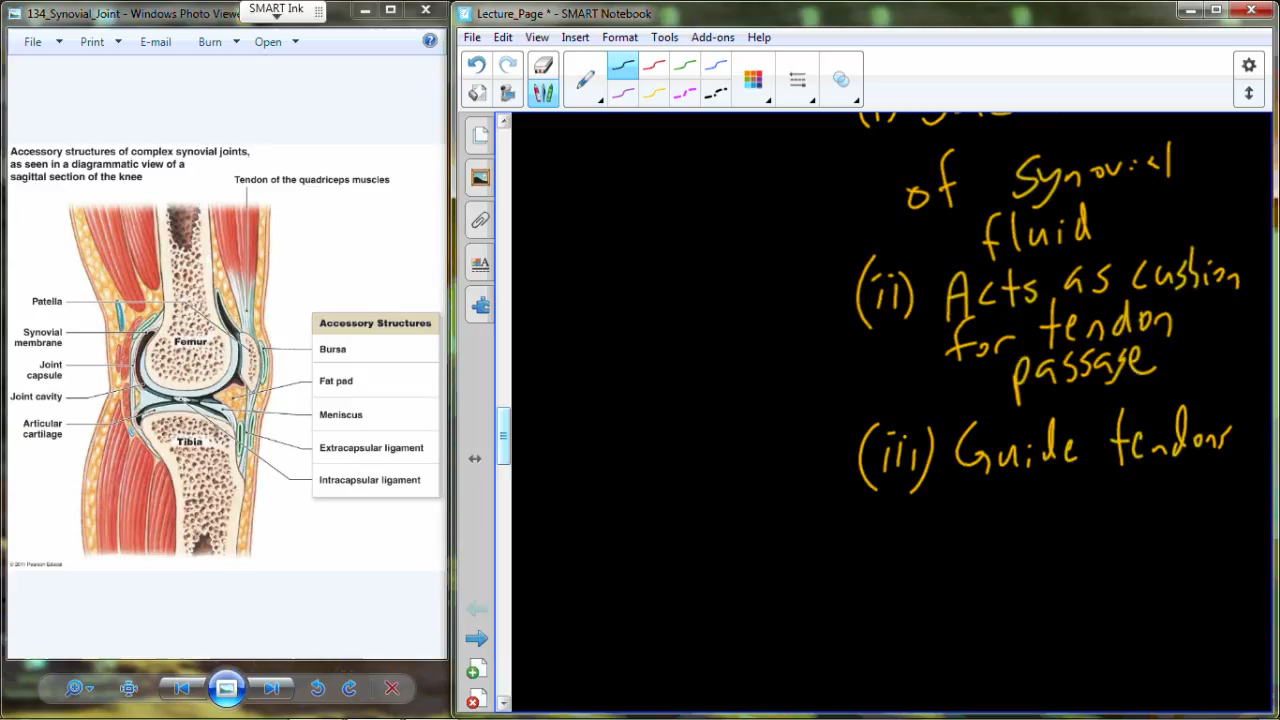 134_Synovial_Joint - Windows Photo Viewe
SMART Ink
File Print E-mail Burn Open
Accessory structures of complex synovial joints,
as seen in a diagrammatic view of a
sagittal section of the knee
Tendon of the quadriceps muscles
Patella
Synovial
membrane
Joint
capsule
Joint cavity
Articular
cartilage
Femur
Tibia
Accessory Structures
Bursa
Fat pad
Meniscus
Extracapsular ligament
Intracapsular ligament
© 2011 Pearson Education
Lecture_Page * - SMART Notebook
File Edit View Insert Format Tools Add-ons Help
of synovial
fluid
(ii) Acts as cushion
for tendon
passage
(iii) Guide tendons